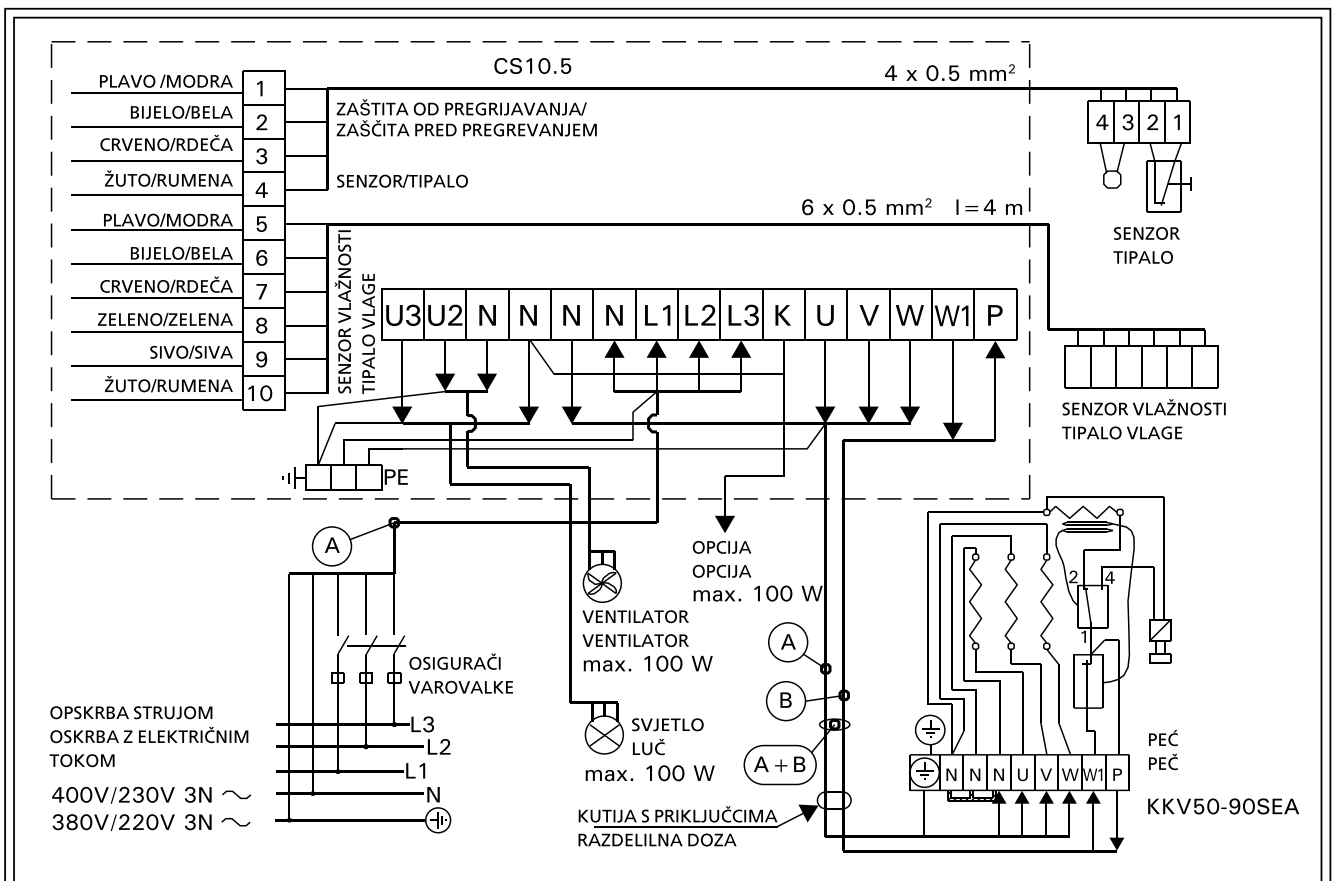 CS10.5
4 x 0.5 mm²
PLAVO /MODRA 1
BIJELO/BELA 2
CRVENO/RDEČA 3
ŽUTO/RUMENA 4
PLAVO/MODRA 5
BIJELO/BELA 6
CRVENO/RDEČA 7
ZELENO/ZELENA 8
SIVO/SIVA 9
ŽUTO/RUMENA 10
ZAŠTITA OD PREGRIJAVANJA/
ZAŠČITA PRED PREGREVANJEM
SENZOR/TIPALO
4 3 2 1
SENZOR
TIPALO
6 x 0.5 mm² l=4 m
SENZOR VLAŽNOSTI
TIPALO VLAGE
U3 U2 N N N N L1 L2 L3 K U V W W1 P
SENZOR VLAŽNOSTI
TIPALO VLAGE
PE
A
OPCIJA
OPCIJA
max. 100 W
VENTILATOR
VENTILATOR
max. 100 W
OSIGURAČI
VAROVALKE
SVJETLO
LUČ
max. 100 W
A
B
A+B
OPSKRBA STRUJOM
OSKRBA Z ELEKTRIČNIM
TOKOM
400V/230V 3N ~
380V/220V 3N ~
L3
L2
L1
N
KUTIJA S PRIKLJUČCIMA
RAZDELILNA DOZA
2 4
1
N N N U V W W1 P
PEĆ
PEČ
KKV50-90SEA